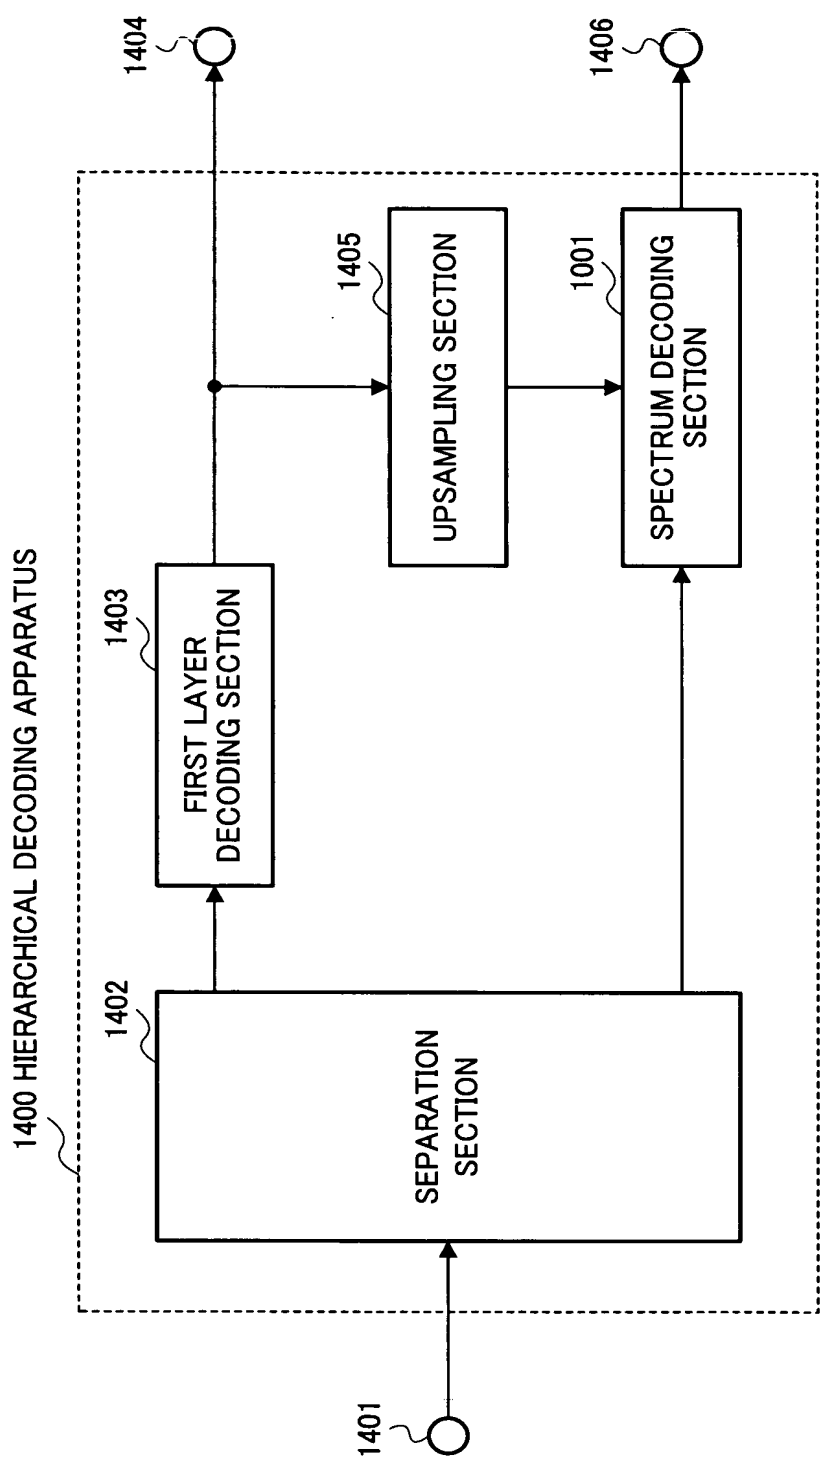 1400 HIERARCHICAL DECODING APPARATUS
1401
1402
SEPARATION
SECTION
1403
FIRST LAYER
DECODING SECTION
1404
1405
UPSAMPLING SECTION
1001
SPECTRUM DECODING
SECTION
1406